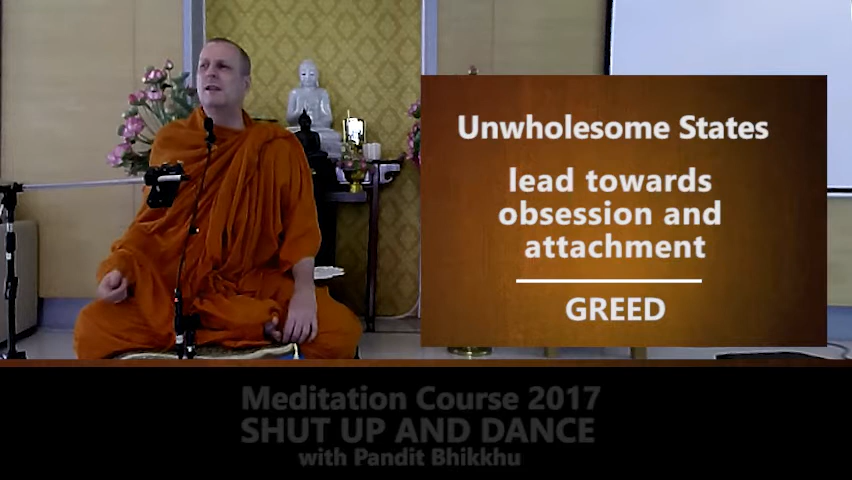 Unwholesome States
lead towards
obsession and
attachment
GREED
Meditation Course 2017
SHUT UP AND DANCE
with Pandit Bhikkhu